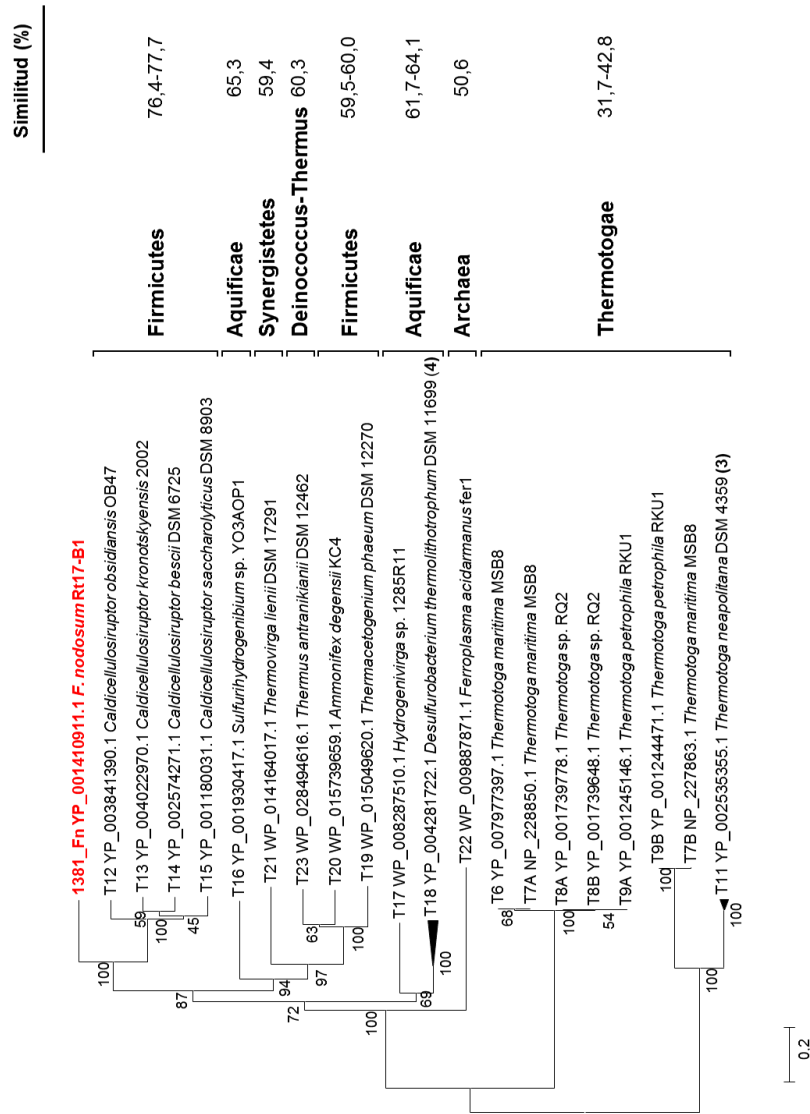 Similitud (%)
1381_Fn YP_001410911.1 F. nodosum Rt17-B1
T12 YP_003841390.1 Caldicellulosiruptor obsidiansis OB47
T13 YP_004022970.1 Caldicellulosiruptor kronotskyensis 2002
T14 YP_002574271.1 Caldicellulosiruptor bescii DSM 6725
T15 YP_001180031.1 Caldicellulosiruptor saccharolyticus DSM 8903
Firmicutes 76,4-77,7
T16 YP_001930417.1 Sulfurihydrogenibium sp. YO3AOP1
Aquificae 65,3
T21 WP_014164017.1 Thermovirga lienii DSM 17291
Synergistetes 59,4
T23 WP_028494616.1 Thermus antranikianii DSM 12462
Deinococcus-Thermus 60,3
T20 WP_015739659.1 Ammonifex degensii KC4
T19 WP_015049620.1 Thermacetogenium phaeum DSM 12270
Firmicutes 59,5-60,0
T17 WP_008287510.1 Hydrogenivirga sp. 1285R11
T18 YP_004281722.1 Desulfurobacterium thermolithotrophum DSM 11699 (4)
Aquificae 61,7-64,1
T22 WP_009887871.1 Ferroplasma acidarmanus fer1
Archaea 50,6
T6 YP_007977397.1 Thermotoga maritima MSB8
T7A NP_228850.1 Thermotoga maritima MSB8
T8A YP_001739778.1 Thermotoga sp. RQ2
T8B YP_001739648.1 Thermotoga sp. RQ2
T9A YP_001245146.1 Thermotoga petrophila RKU1
T9B YP_001244471.1 Thermotoga petrophila RKU1
T7B NP_227863.1 Thermotoga maritima MSB8
T11 YP_002535355.1 Thermotoga neapolitana DSM 4359 (3)
Thermotogae 31,7-42,8
100
59
100
45
87
94
97
63
100
72
69
100
100
68
100
54
100
100
100
0.2